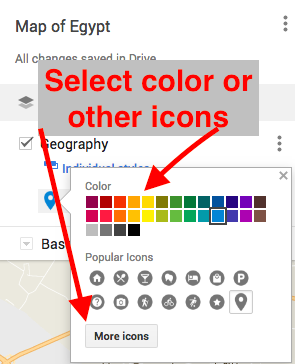 Map of Egypt
All changes saved in Drive
Select color or
other icons
Geography
Individual styles
Color
Popular Icons
P
?
More icons